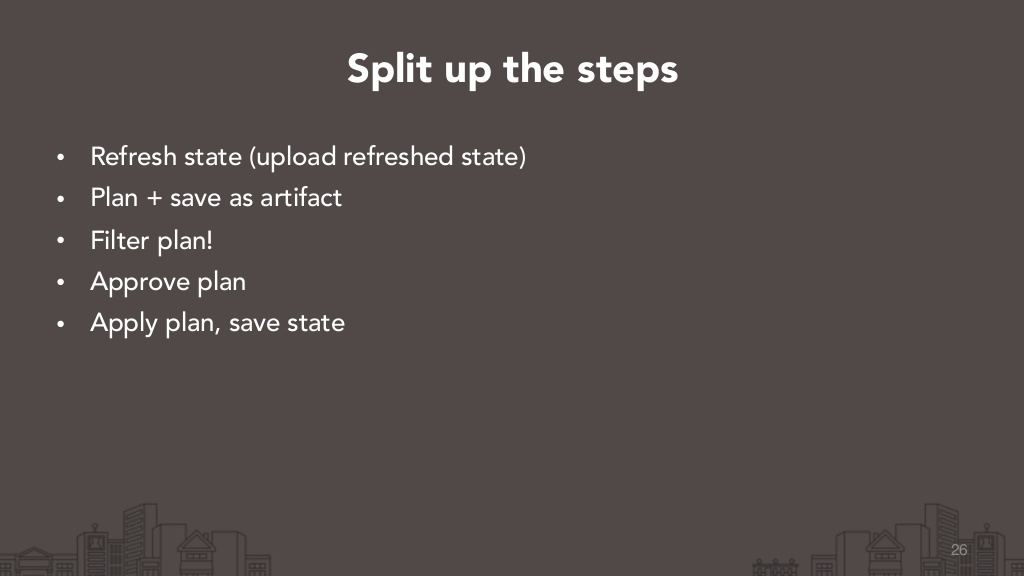 Split up the steps
• Refresh state (upload refreshed state)
• Plan + save as artifact
• Filter plan!
• Approve plan
• Apply plan, save state
26